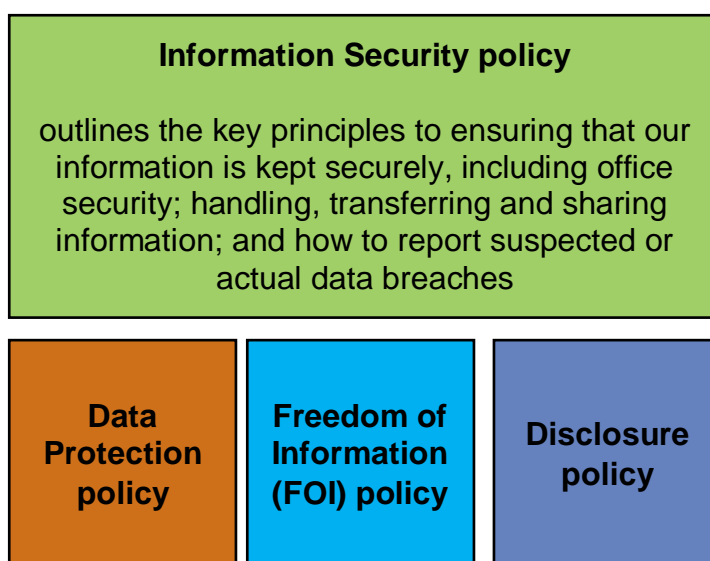 Information Security policy
outlines the key principles to ensuring that our
information is kept securely, including office
security; handling, transferring and sharing
information; and how to report suspected or
actual data breaches
Data
Protection
policy
Freedom of
Information
(FOI) policy
Disclosure
policy